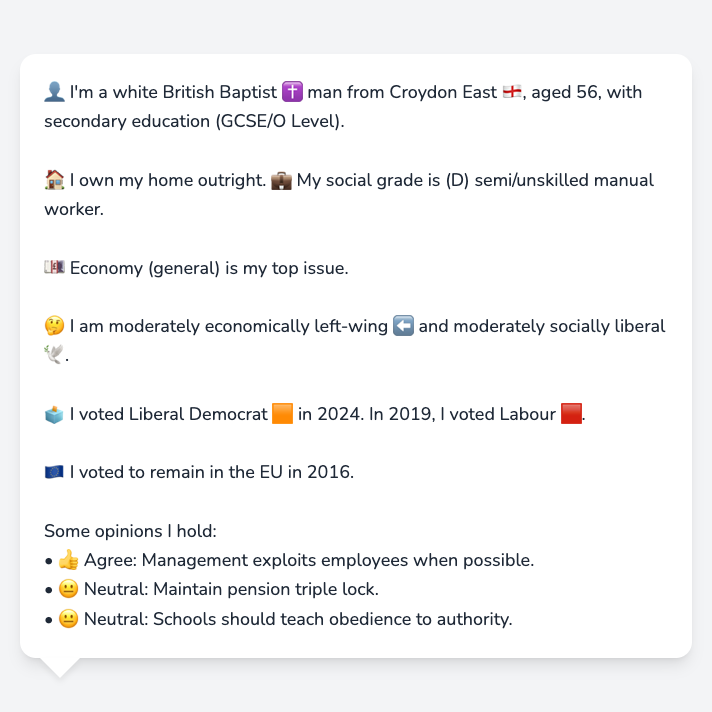 👤 I'm a white British Baptist ✝️ man from Croydon East 🏴󠁧󠁢󠁥󠁮󠁧󠁿, aged 56, with
secondary education (GCSE/O Level).
🏠 I own my home outright. 💼 My social grade is (D) semi/unskilled manual
worker.
💷 Economy (general) is my top issue.
🤔 I am moderately economically left-wing ⬅️ and moderately socially liberal
🕊️.
🗳️ I voted Liberal Democrat 🟧 in 2024. In 2019, I voted Labour 🟥.
🇪🇺 I voted to remain in the EU in 2016.
Some opinions I hold:
• 👍 Agree: Management exploits employees when possible.
• 😐 Neutral: Maintain pension triple lock.
• 😐 Neutral: Schools should teach obedience to authority.